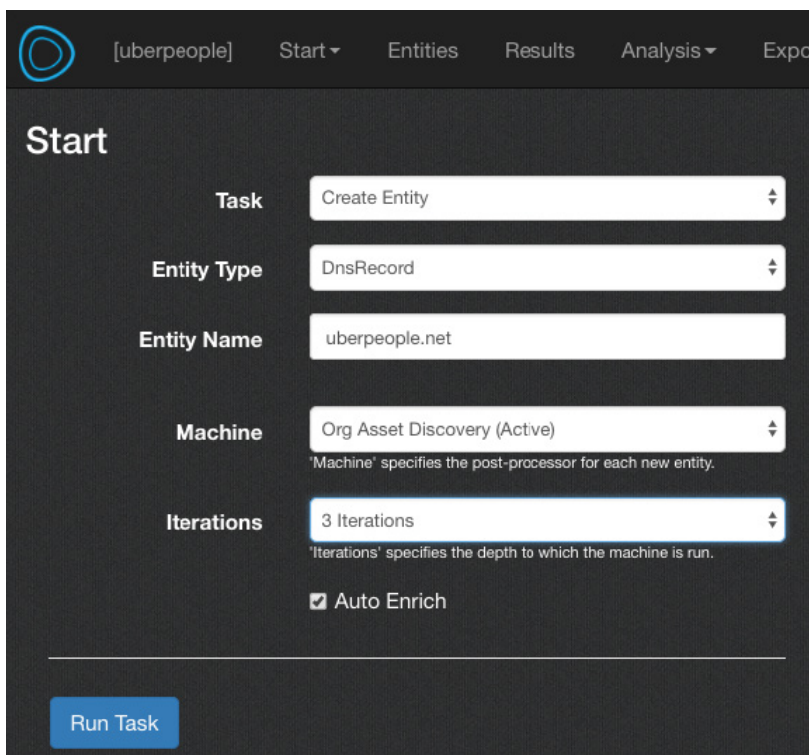 [uberpeople] Start Entities Results Analysis
Start
Task Create Entity
Entity Type DnsRecord
Entity Name uberpeople.net
Machine Org Asset Discovery (Active)
'Machine' specifies the post-processor for each new entity.
Iterations 3 Iterations
'Iterations' specifies the depth to which the machine is run.
Auto Enrich
Run Task